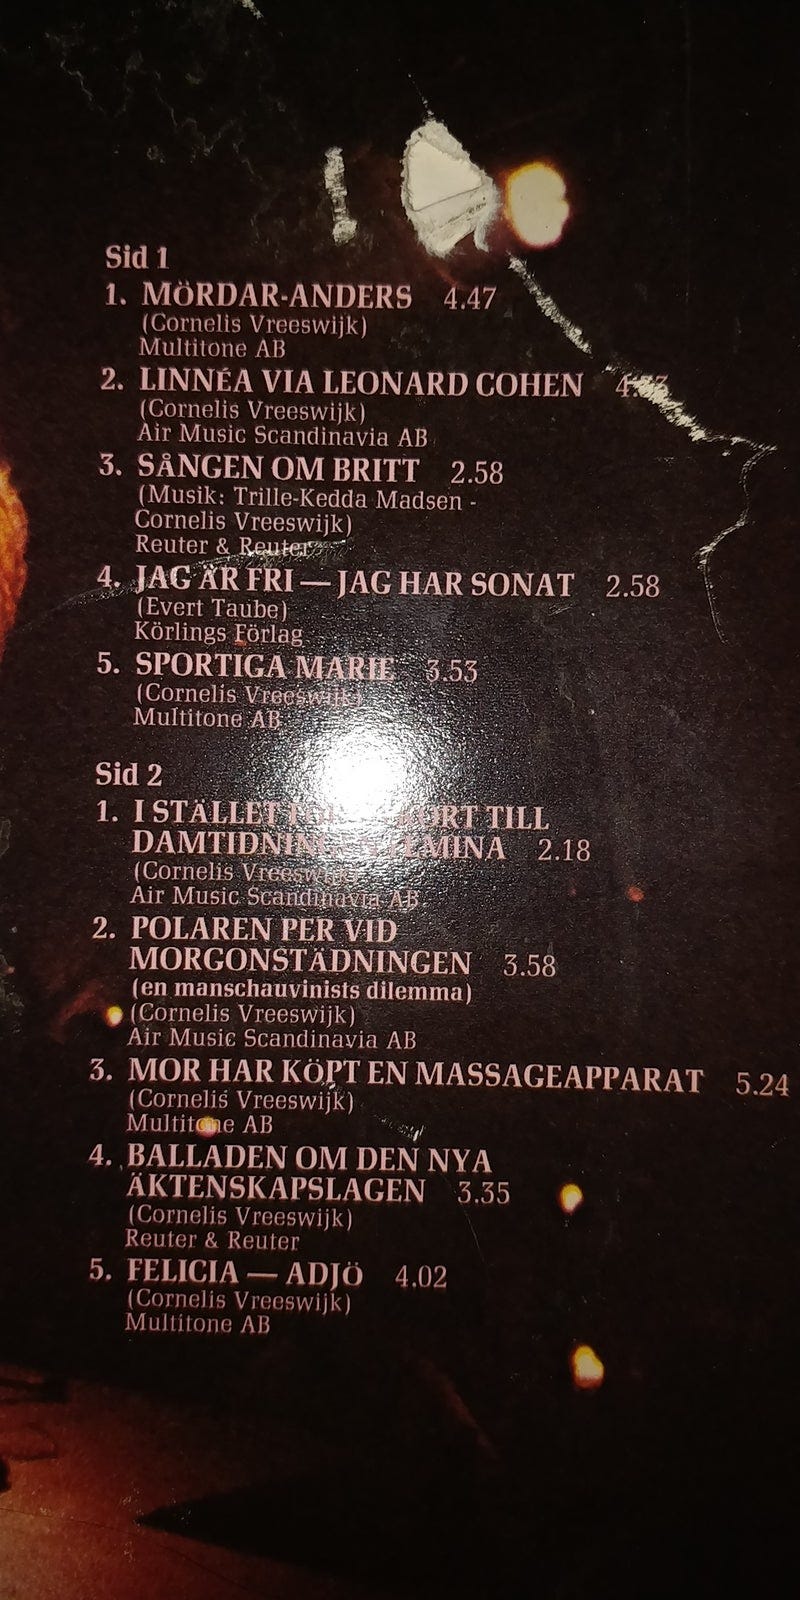 Sid 1
1. MÖRDAR-ANDERS 4.47
(Cornelis Vreeswijk)
Multitone AB
2. LINNÉA VIA LEONARD COHEN
(Cornelis Vreeswijk)
Air Music Scandinavia AB
3. SÅNGEN OM BRITT 2.58
(Musik: Trille-Kedda Madsen -
Cornelis Vreeswijk)
Reuter & Reuter
4. JAG ÄR FRI — JAG HAR SONAT 2.58
(Evert Taube)
Körlings Förlag
5. SPORTIGA MARIE 3.53
(Cornelis Vreeswijk)
Multitone AB
Sid 2
1. I STÄLLET TILL
DAMTIDNINGEN 2.18
(Cornelis Vreeswijk)
Air Music Scandinavia AB
2. POLAREN PER VID
MORGONSTÄDNINGEN 3.58
(en manschauvinists dilemma)
(Cornelis Vreeswijk)
Air Music Scandinavia AB
3. MOR HAR KÖPT EN MASSAGEAPPARAT 5.24
(Cornelis Vreeswijk)
Multitone AB
4. BALLADEN OM DEN NYA
ÄKTENSKAPSLAGEN 3.35
(Cornelis Vreeswijk)
Reuter & Reuter
5. FELICIA — ADJÖ 4.02
(Cornelis Vreeswijk)
Multitone AB